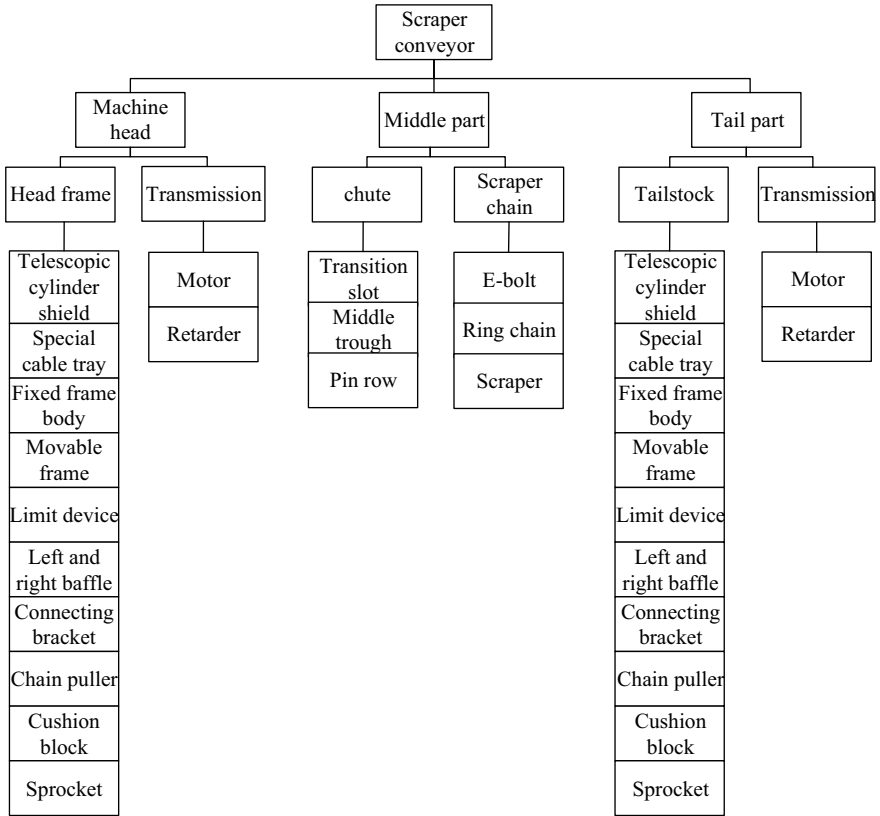 Scraper
conveyor
Machine
head
Middle part
Tail part
Head frame
Transmission
chute
Scraper
chain
Tailstock
Transmission
Telescopic
cylinder
shield
Special
cable tray
Fixed frame
body
Movable
frame
Limit device
Left and
right baffle
Connecting
bracket
Chain puller
Cushion
block
Sprocket
Motor
Retarder
Transition
slot
Middle
trough
Pin row
E-bolt
Ring chain
Scraper
Telescopic
cylinder
shield
Special
cable tray
Fixed frame
body
Movable
frame
Limit device
Left and
right baffle
Connecting
bracket
Chain puller
Cushion
block
Sprocket
Motor
Retarder